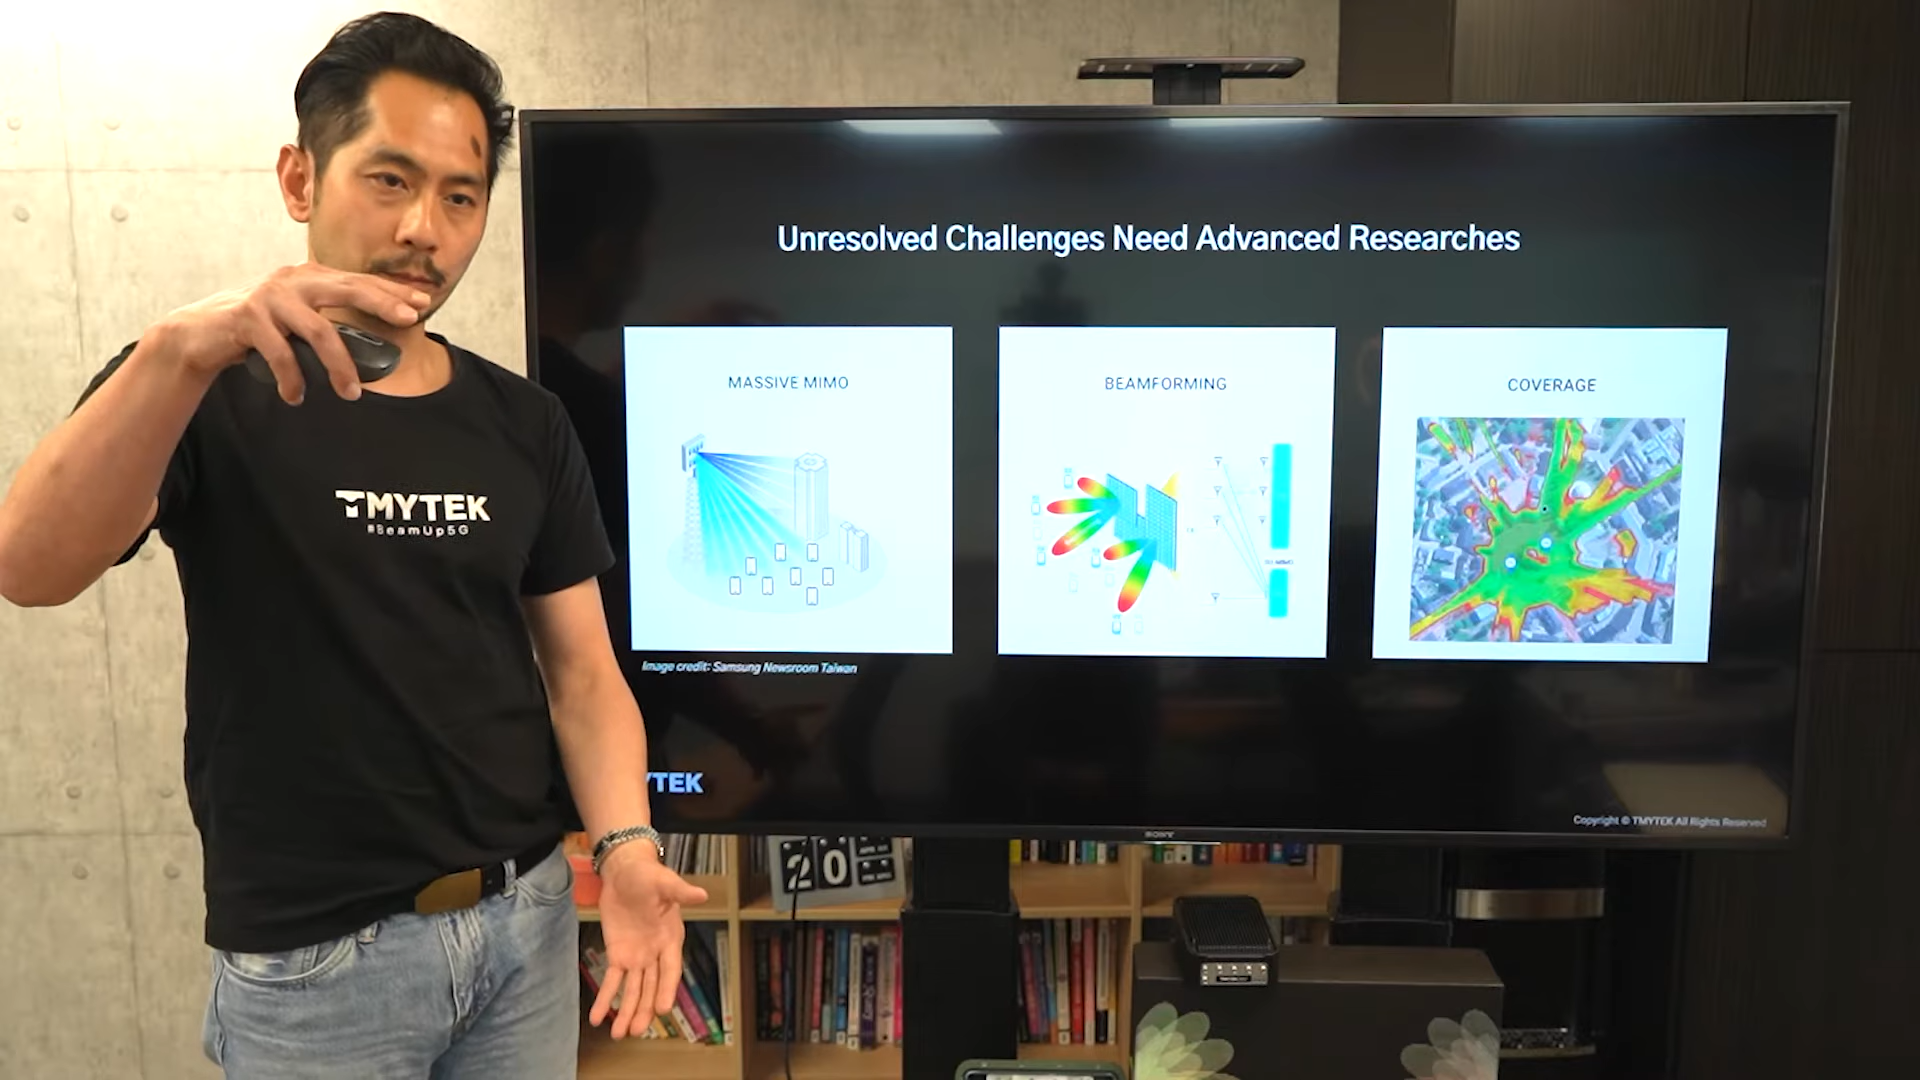 Unresolved Challenges Need Advanced Researches
MASSIVE MIMO
BEAMFORMING
COVERAGE
TMYTEK
#BeamUp5G
Image credit: Samsung Newsroom Taiwan
YTEK
Copyright © TMYTEK All Rights Reserved
SONY
20